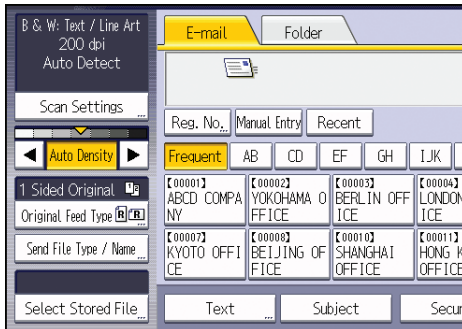 B & W: Text / Line Art
200 dpi
Auto Detect
Scan Settings
Auto Density
1 Sided Original
Original Feed Type
Send File Type / Name
Select Stored File
E-mail
Folder
Reg. No.
Manual Entry
Recent
Frequent
AB
CD
EF
GH
IJK
【00001】
ABCD COMPA
NY
【00002】
YOKOHAMA O
FFICE
【00003】
BERLIN OFF
ICE
【00004】
LONDON
ICE
【00007】
KYOTO OFFI
CE
【00008】
BEIJING OF
FICE
【00010】
SHANGHAI
OFFICE
【00011】
HONG K
OFFICE
Text
Subject
Secur